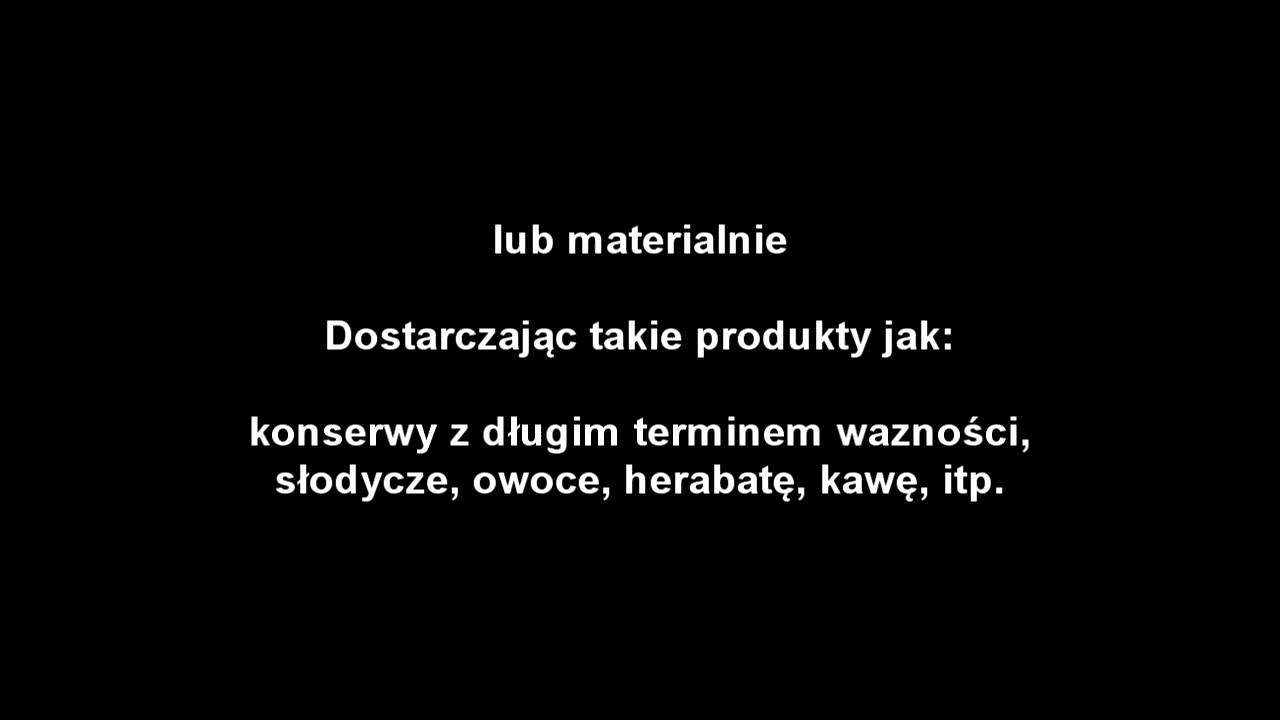 lub materialnie
Dostarczając takie produkty jak:
konserwy z długim terminem wazności,
słodycze, owoce, herabatę, kawę, itp.